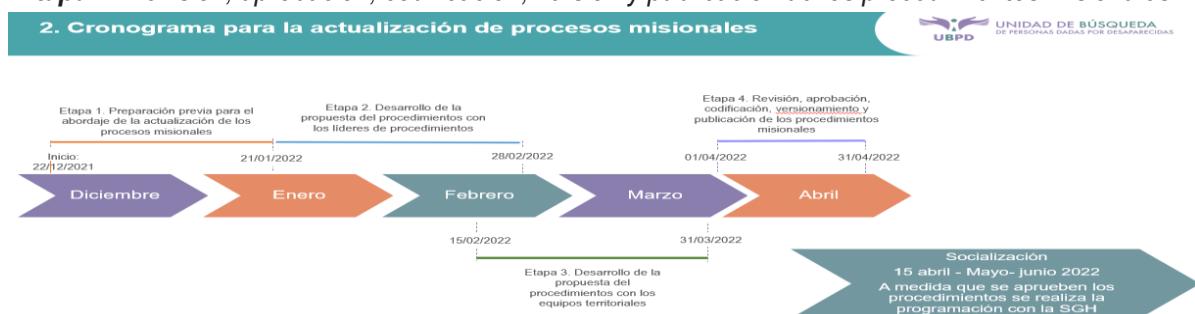 2. Cronograma para la actualización de procesos misionales
UBPD
UNIDAD DE BÚSQUEDA
DE PERSONAS DADAS POR DESAPARECIDAS
Etapa 1. Preparación previa para el
abordaje de la actualización de los
procesos misionales
Etapa 2. Desarrollo de la
propuesta del procedimientos con
los líderes de procedimientos
Etapa 4. Revisión, aprobación,
codificación, versionamiento y
publicación de los procedimientos
misionales
Inicio:
22/12/2021
21/01/2022
28/02/2022
01/04/2022
31/04/2022
Diciembre
Enero
Febrero
Marzo
Abril
15/02/2022
31/03/2022
Etapa 3. Desarrollo de la
propuesta del
procedimientos con los
equipos territoriales
Socialización
15 abril - Mayo- junio 2022
A medida que se aprueben los
procedimientos se realiza la
programación con la SGH